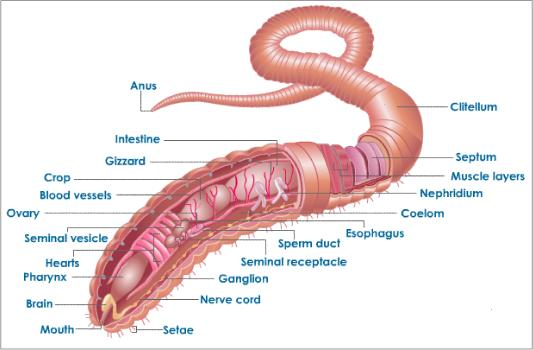 Anus
Clitellum
Intestine
Gizzard
Septum
Crop
Muscle layers
Blood vessels
Nephridium
Ovary
Coelom
Esophagus
Seminal vesicle
Sperm duct
Hearts
Seminal receptacle
Pharynx
Ganglion
Brain
Nerve cord
Mouth
Setae